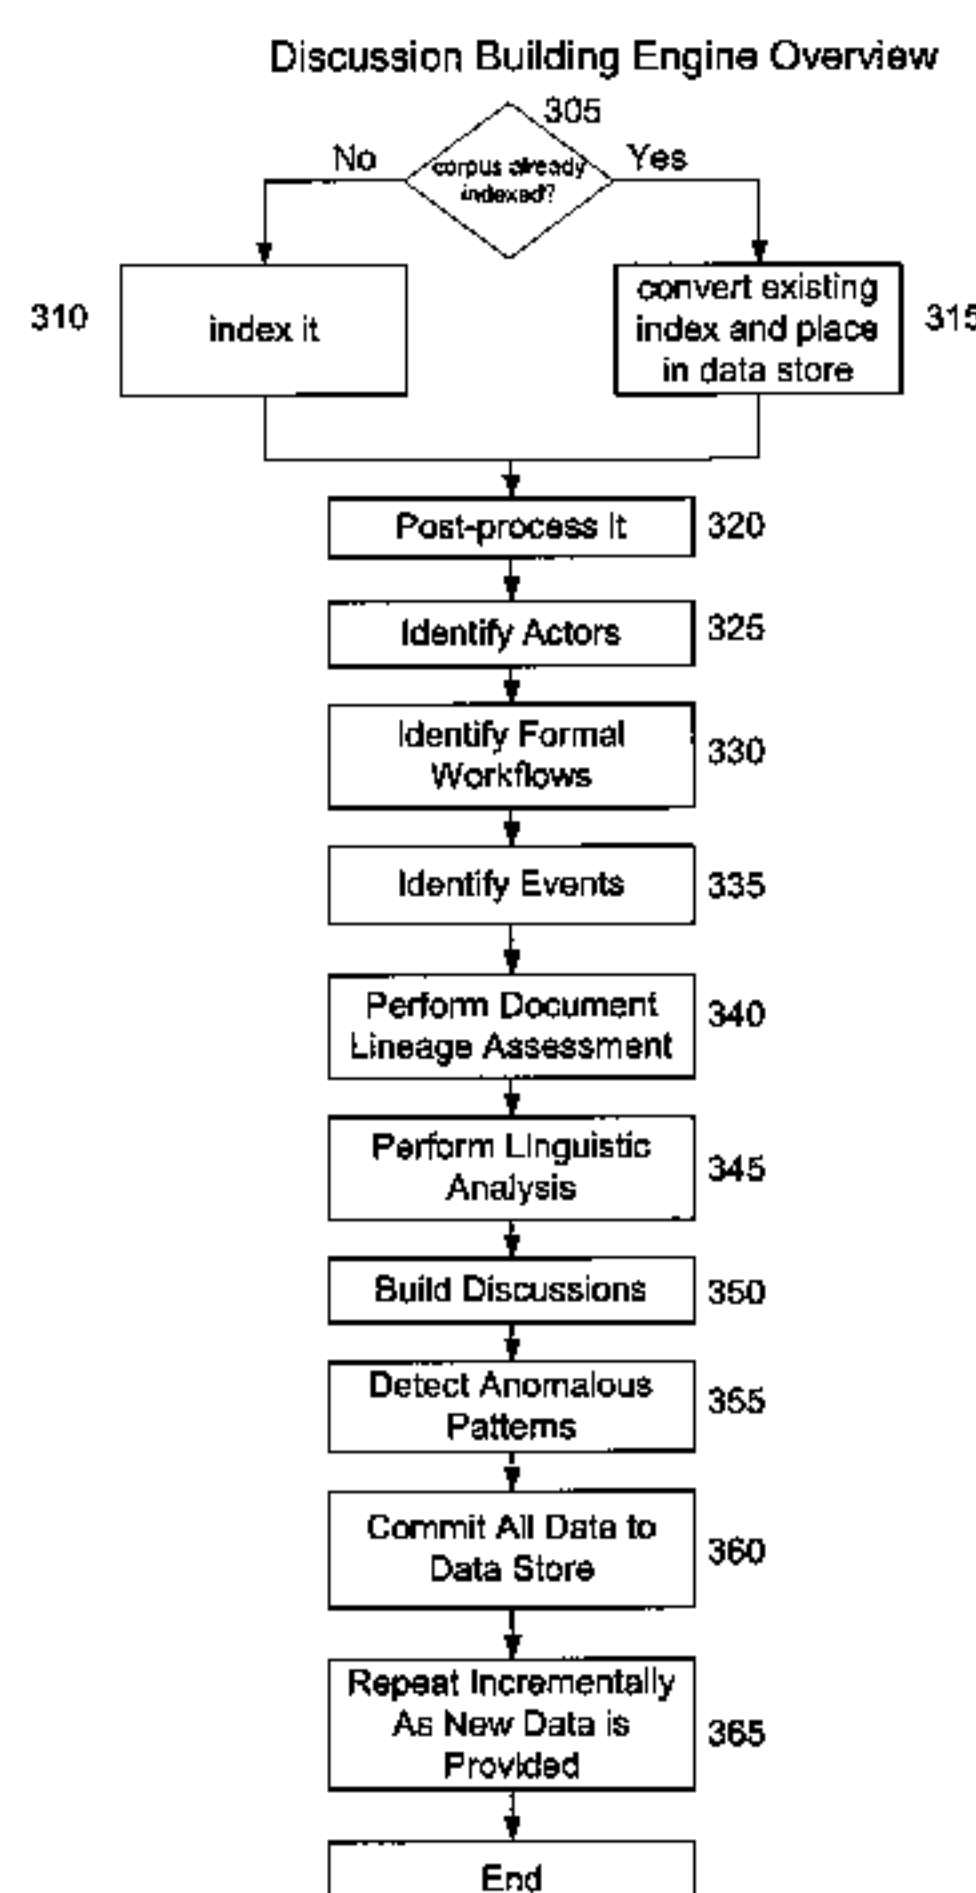 Discussion Building Engine Overview
305
No
Yes
corpus already
indexed?
310
index it
convert existing
index and place
in data store
315
Post-process It
320
Identify Actors
325
Identify Formal
Workflows
330
Identify Events
335
Perform Document
Lineage Assessment
340
Perform Linguistic
Analysis
345
Build Discussions
350
Detect Anomalous
Patterns
355
Commit All Data to
Data Store
360
Repeat Incrementally
As New Data is
Provided
365
End